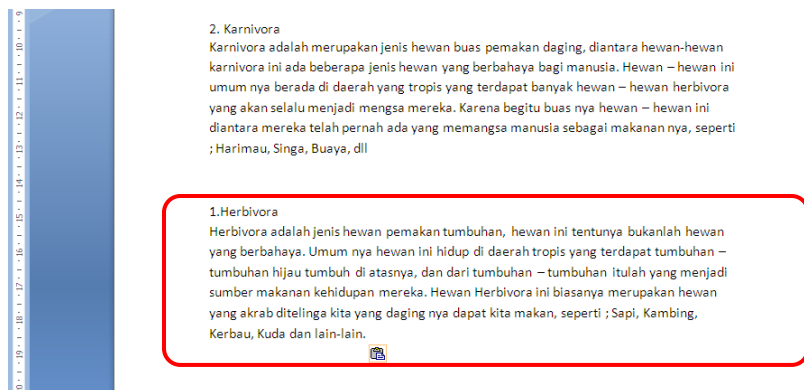 2. Karnivora
Karnivora adalah merupakan jenis hewan buas pemakan daging, diantara hewan-hewan
karnivora ini ada beberapa jenis hewan yang berbahaya bagi manusia. Hewan – hewan ini
umum nya berada di daerah yang tropis yang terdapat banyak hewan – hewan herbivora
yang akan selalu menjadi mengsa mereka. Karena begitu buas nya hewan – hewan ini
diantara mereka telah pernah ada yang memangsa manusia sebagai makanan nya, seperti
; Harimau, Singa, Buaya, dll
1.Herbivora
Herbivora adalah jenis hewan pemakan tumbuhan, hewan ini tentunya bukanlah hewan
yang berbahaya. Umum nya hewan ini hidup di daerah tropis yang terdapat tumbuhan –
tumbuhan hijau tumbuh di atasnya, dan dari tumbuhan – tumbuhan itulah yang menjadi
sumber makanan kehidupan mereka. Hewan Herbivora ini biasanya merupakan hewan
yang akrab ditelinga kita yang daging nya dapat kita makan, seperti ; Sapi, Kambing,
Kerbau, Kuda dan lain-lain.